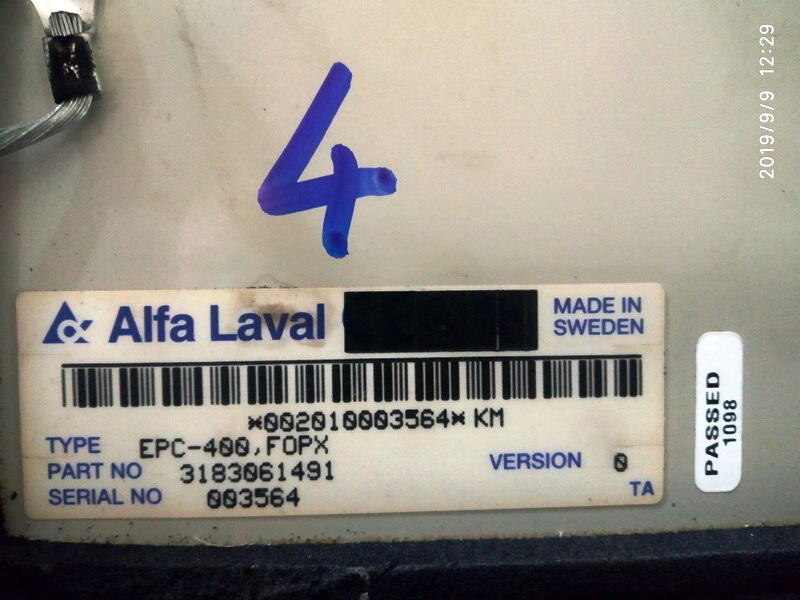 2019/9/9 12:29
4
Alfa Laval
MADE IN
SWEDEN
*002010003564* KM
TYPE EPC-400,FOPX
PART NO 3183061491
VERSION 0
SERIAL NO 003564
TA
PASSED
1098